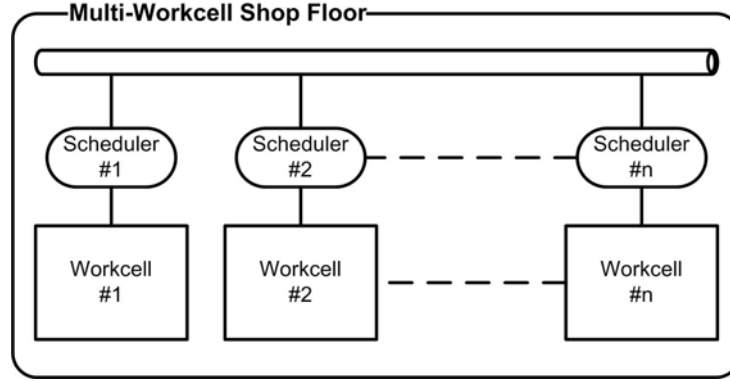 Multi-Workcell Shop Floor
Scheduler
#1
Scheduler
#2
Scheduler
#n
Workcell
#1
Workcell
#2
Workcell
#n